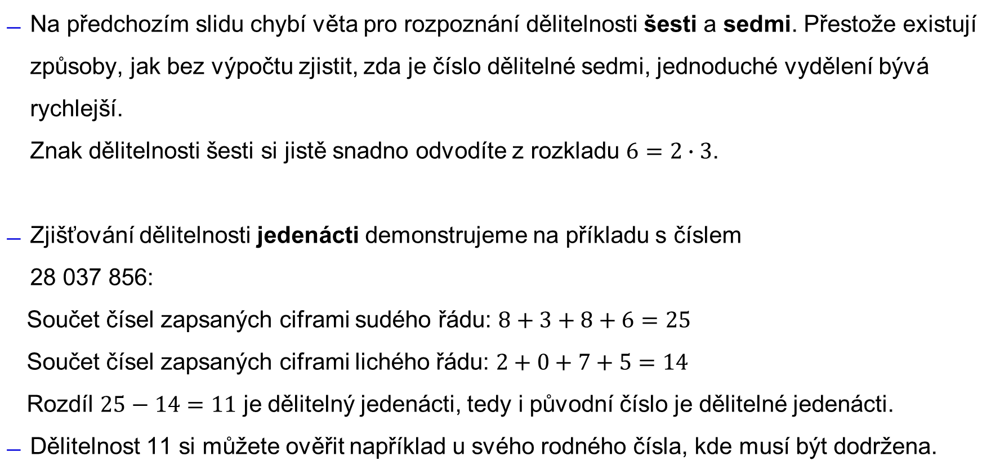 – Na předchozím slidu chybí věta pro rozpoznání dělitelnosti šesti a sedmi. Přestože existují
způsoby, jak bez výpočtu zjistit, zda je číslo dělitelné sedmi, jednoduché vydělení bývá
rychlejší.
Znak dělitelnosti šesti si jistě snadno odvodíte z rozkladu 6 = 2 · 3.
– Zjišťování dělitelnosti jedenácti demonstrujeme na příkladu s číslem
28 037 856:
Součet čísel zapsaných ciframi sudého řádu: 8 + 3 + 8 + 6 = 25
Součet čísel zapsaných ciframi lichého řádu: 2 + 0 + 7 + 5 = 14
Rozdíl 25 − 14 = 11 je dělitelný jedenácti, tedy i původní číslo je dělitelné jedenácti.
– Dělitelnost 11 si můžete ověřit například u svého rodného čísla, kde musí být dodržena.